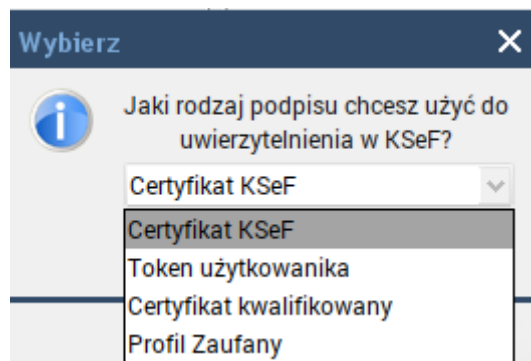 Wybierz
Jaki rodzaj podpisu chcesz użyć do
uwierzytelnienia w KSeF?
Certyfikat KSeF
Certyfikat KSeF
Token użytkowanika
Certyfikat kwalifikowany
Profil Zaufany